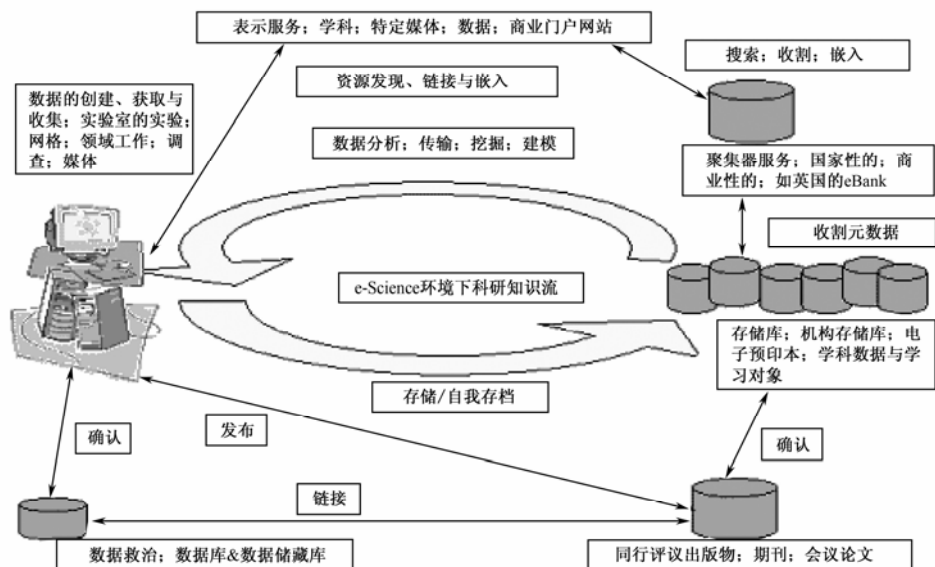 表示服务；学科；特定媒体；数据；商业门户网站
搜索；收割；嵌入
资源发现、链接与嵌入
数据的创建、获取与
收集；实验室的实验；
网格；领域工作；调
查；媒体
数据分析；传输；挖掘；建模
聚集器服务；国家性的；商
业性的；如英国的eBank
收割元数据
e-Science环境下科研知识流
存储库；机构存储库；电
子预印本；学科数据与学
习对象
存储/自我存档
发布
确认
确认
链接
数据救治；数据库&数据储藏库
同行评议出版物；期刊；会议论文